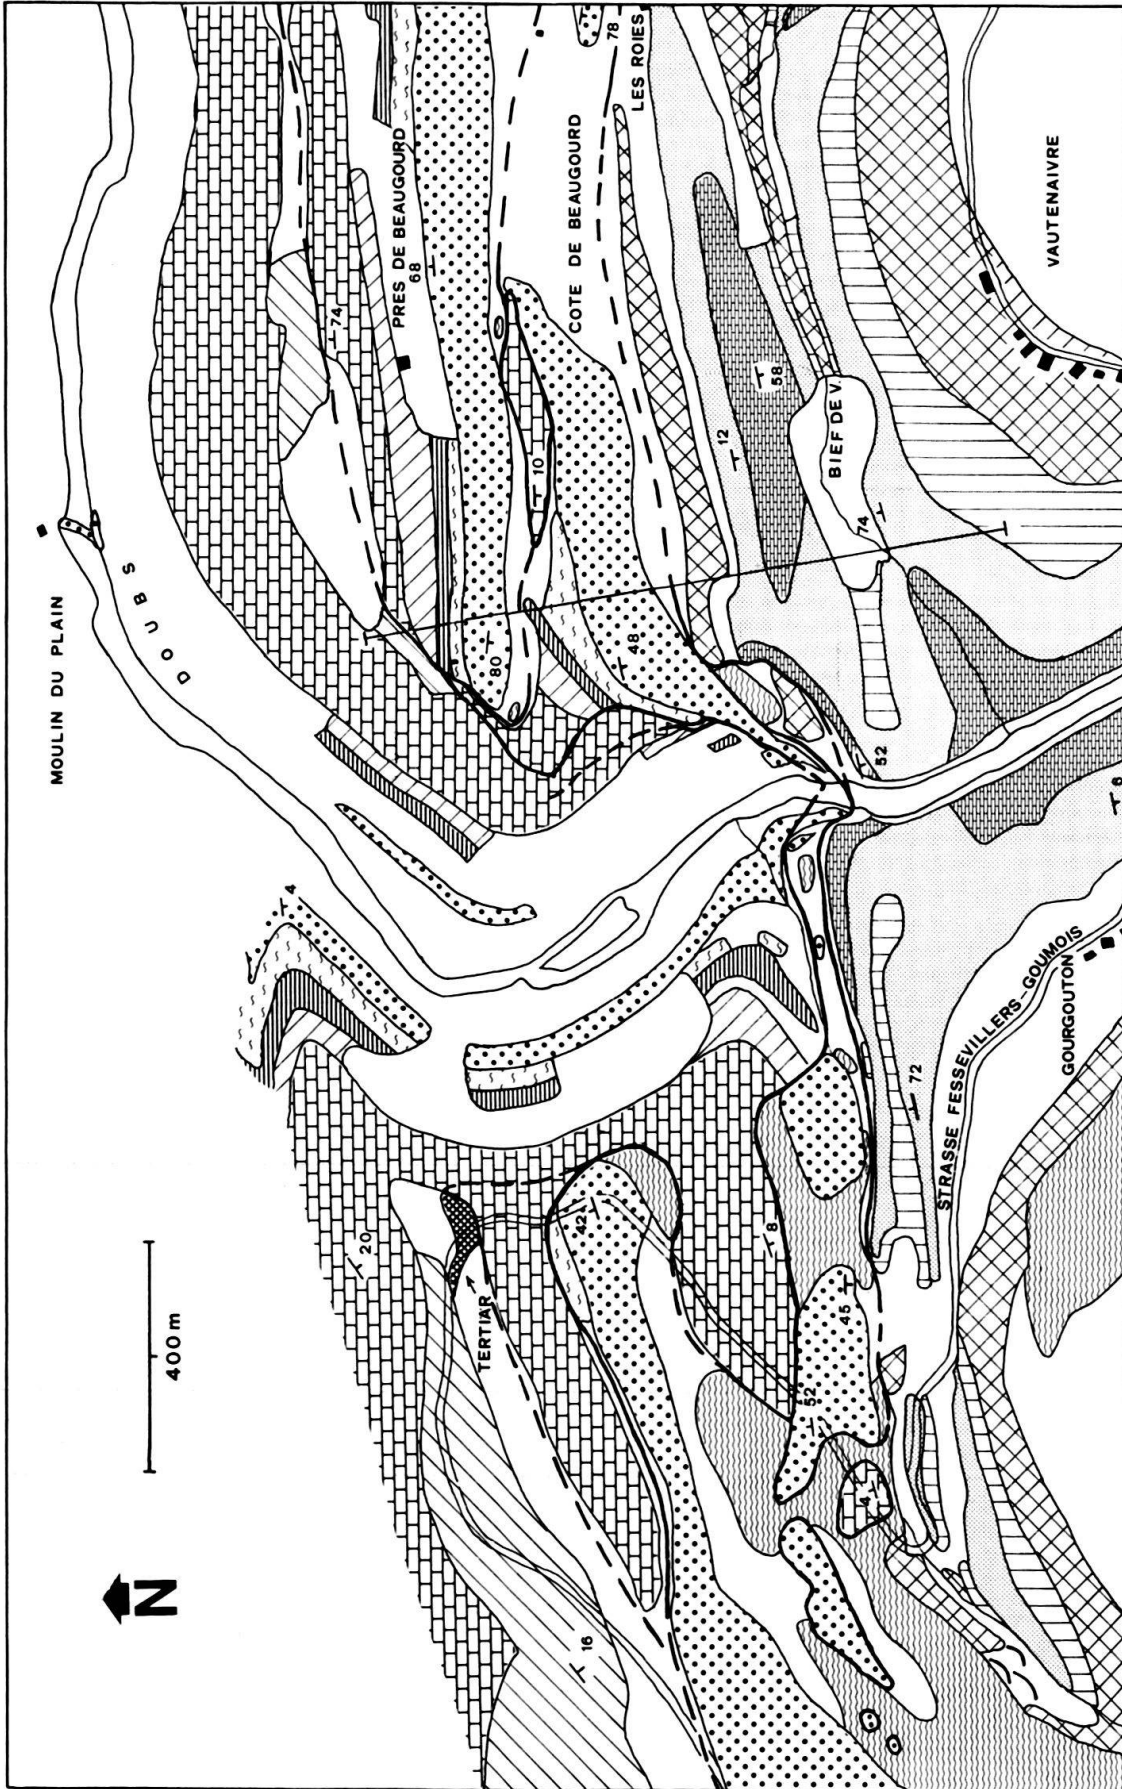 MOULIN DU PLAIN
DOUBS
PRES DE BEAUGOURD
68
74
COTE DE BEAUGOURD
78
LES ROIES
10
80
48
12
58
BIEF DE V.
74
VAUTENAIVRE
52
6
4
STRASSE FESSEVILLERS-GOUMOIS
GOURGOUTON
72
42
8
20
TERTIAR
45
52
4
16
400 m
N